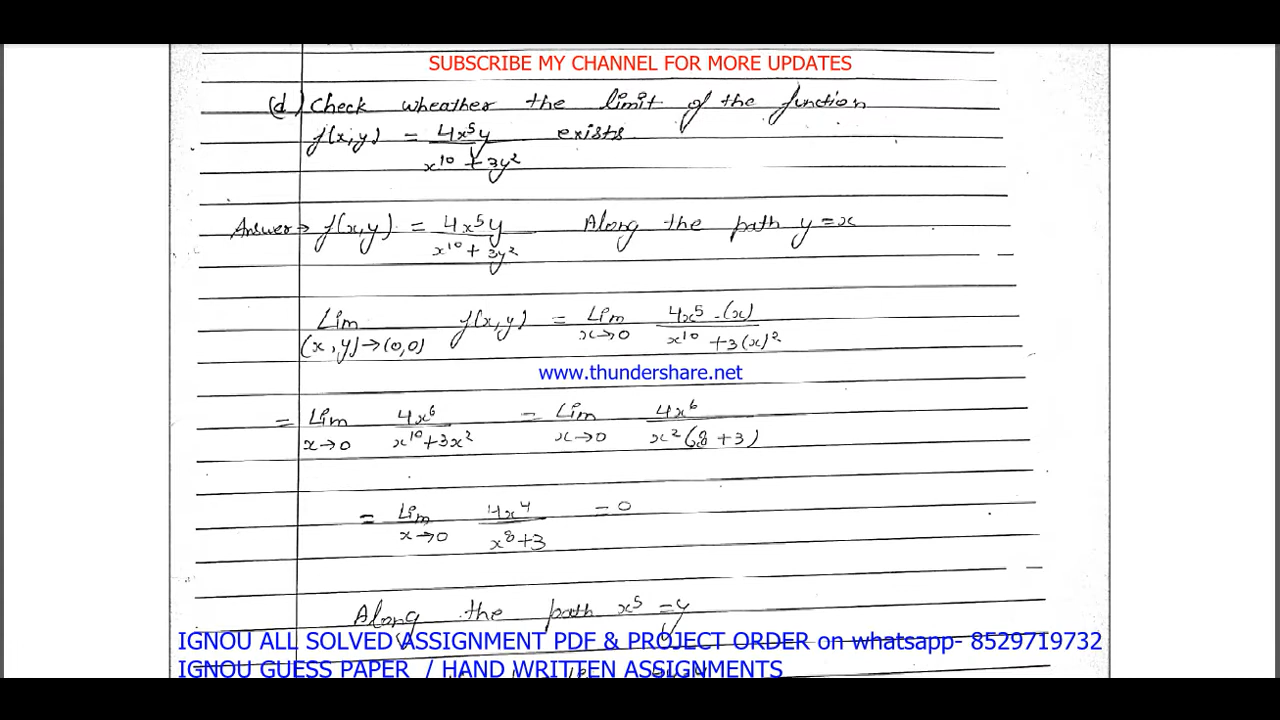 SUBSCRIBE MY CHANNEL FOR MORE UPDATES
(d) Check wheather the limit of the function
f(x,y) = 4x⁵y / x¹⁰ + 3y² exists.
Answer → f(x,y) = 4x⁵y / x¹⁰ + 3y² Along the path y = x
Lim (x,y)→(0,0) f(x,y) = Lim x→0 4x⁵.(x) / x¹⁰ + 3(x)²
www.thundershare.net
= Lim x→0 4x⁶ / x¹⁰ + 3x² = Lim x→0 4x⁶ / x² (8 + 3)
= Lim x→0 4x⁴ / x⁸ + 3 = 0
Along the path x⁵ = y
IGNOU ALL SOLVED ASSIGNMENT PDF & PROJECT ORDER on whatsapp- 8529719732
IGNOU GUESS PAPER / HAND WRITTEN ASSIGNMENTS